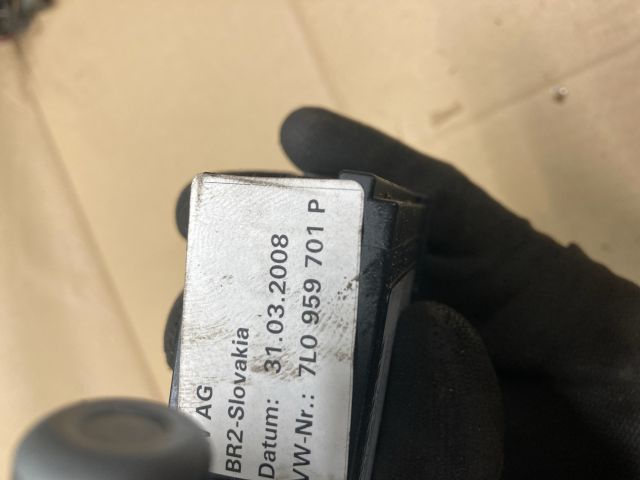 AG
BR2-Slovakia
Datum: 31.03.2008
VW-Nr.: 7L0 959 701 P